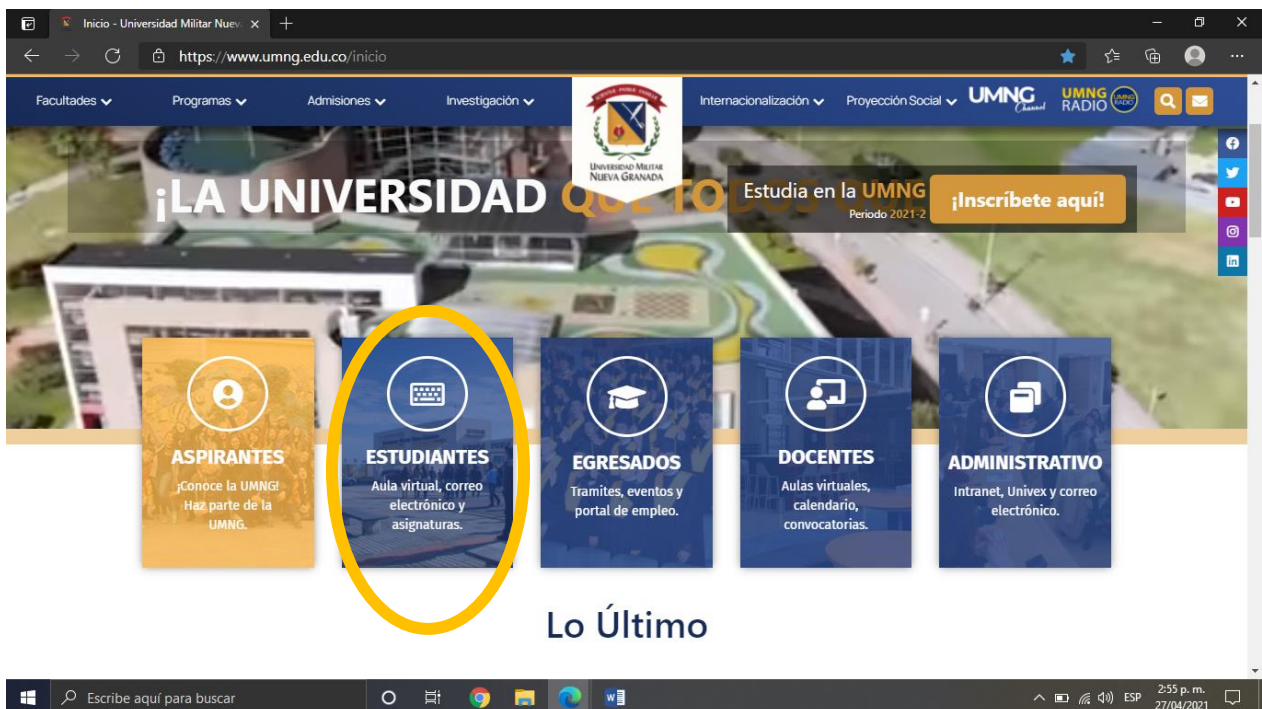 Inicio - Universidad Militar Nuev
https://www.umng.edu.co/inicio
Facultades
Programas
Admisiones
Investigación
UNIVERSIDAD MILITAR
NUEVA GRANADA
Internacionalización
Proyección Social
UMNG
Channel
UMNG
RADIO
¡LA UNIVERSIDAD QUE TODOS
Estudia en la UMNG
Periodo 2021-2
¡Inscríbete aquí!
ASPIRANTES
¡Conoce la UMNG!
Haz parte de la
UMNG.
ESTUDIANTES
Aula virtual, correo
electrónico y
asignaturas.
EGRESADOS
Tramites, eventos y
portal de empleo.
DOCENTES
Aulas virtuales,
calendario,
convocatorias.
ADMINISTRATIVO
Intranet, Univex y correo
electrónico.
Lo Último
Escribe aquí para buscar
ESP
2:55 p. m.
27/04/2021